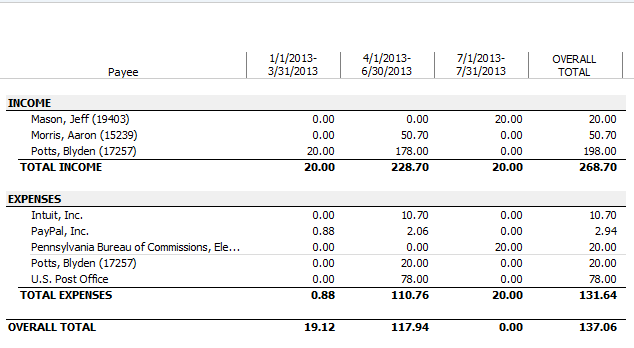 1/1/2013- 4/1/2013- 7/1/2013- OVERALL
Payee 3/31/2013 6/30/2013 7/31/2013 TOTAL
INCOME
Mason, Jeff (19403) 0.00 0.00 20.00 20.00
Morris, Aaron (15239) 0.00 50.70 0.00 50.70
Potts, Blyden (17257) 20.00 178.00 0.00 198.00
TOTAL INCOME 20.00 228.70 20.00 268.70
EXPENSES
Intuit, Inc. 0.00 10.70 0.00 10.70
PayPal, Inc. 0.88 2.06 0.00 2.94
Pennsylvania Bureau of Commissions, Ele... 0.00 0.00 20.00 20.00
Potts, Blyden (17257) 0.00 20.00 0.00 20.00
U.S. Post Office 0.00 78.00 0.00 78.00
TOTAL EXPENSES 0.88 110.76 20.00 131.64
OVERALL TOTAL 19.12 117.94 0.00 137.06